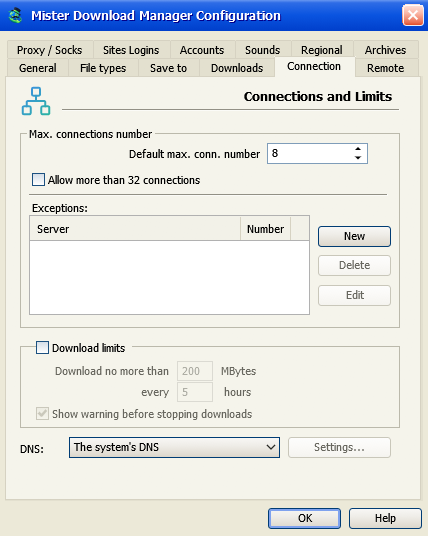 Mister Download Manager Configuration
Proxy / Socks Sites Logins Accounts Sounds Regional Archives
General File types Save to Downloads Connection Remote
Connections and Limits
Max. connections number
Default max. conn. number 8
Allow more than 32 connections
Exceptions:
Server Number
New
Delete
Edit
Download limits
Download no more than 200 MBytes
every 5 hours
Show warning before stopping downloads
DNS: The system's DNS Settings...
OK Help